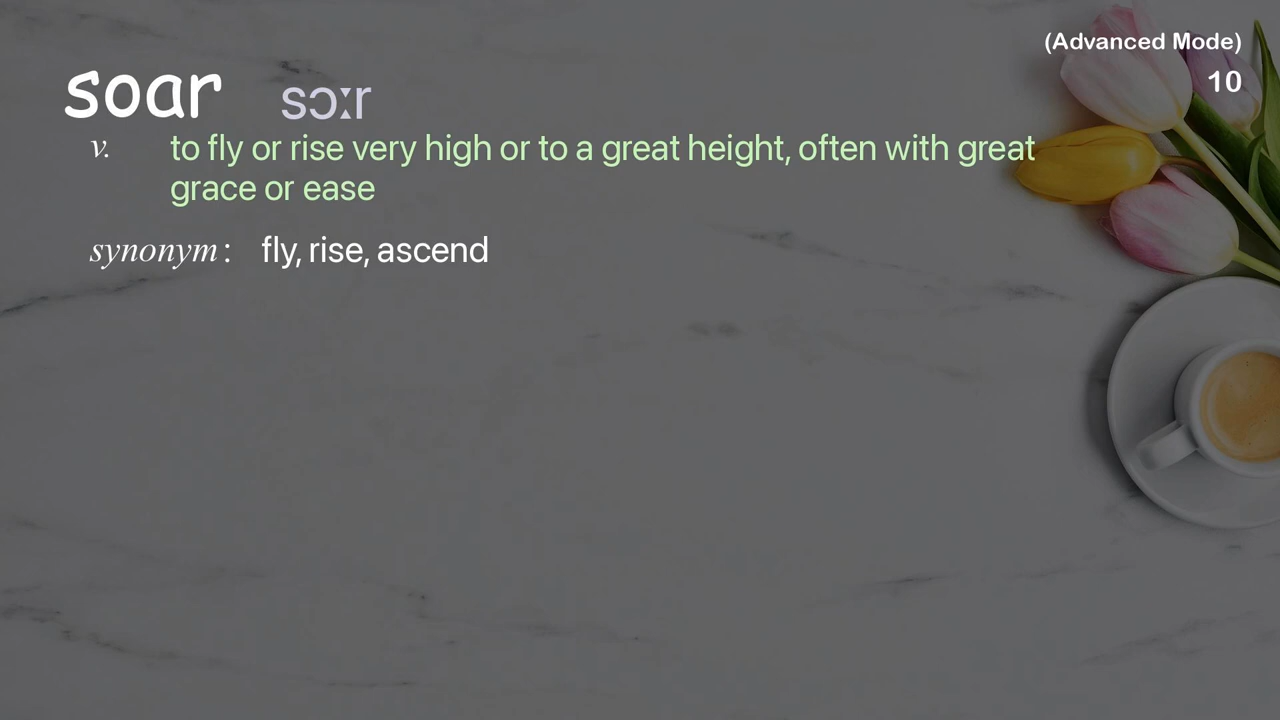 (Advanced Mode)
10
soar sɔːr
v. to fly or rise very high or to a great height, often with great
grace or ease
synonym : fly, rise, ascend